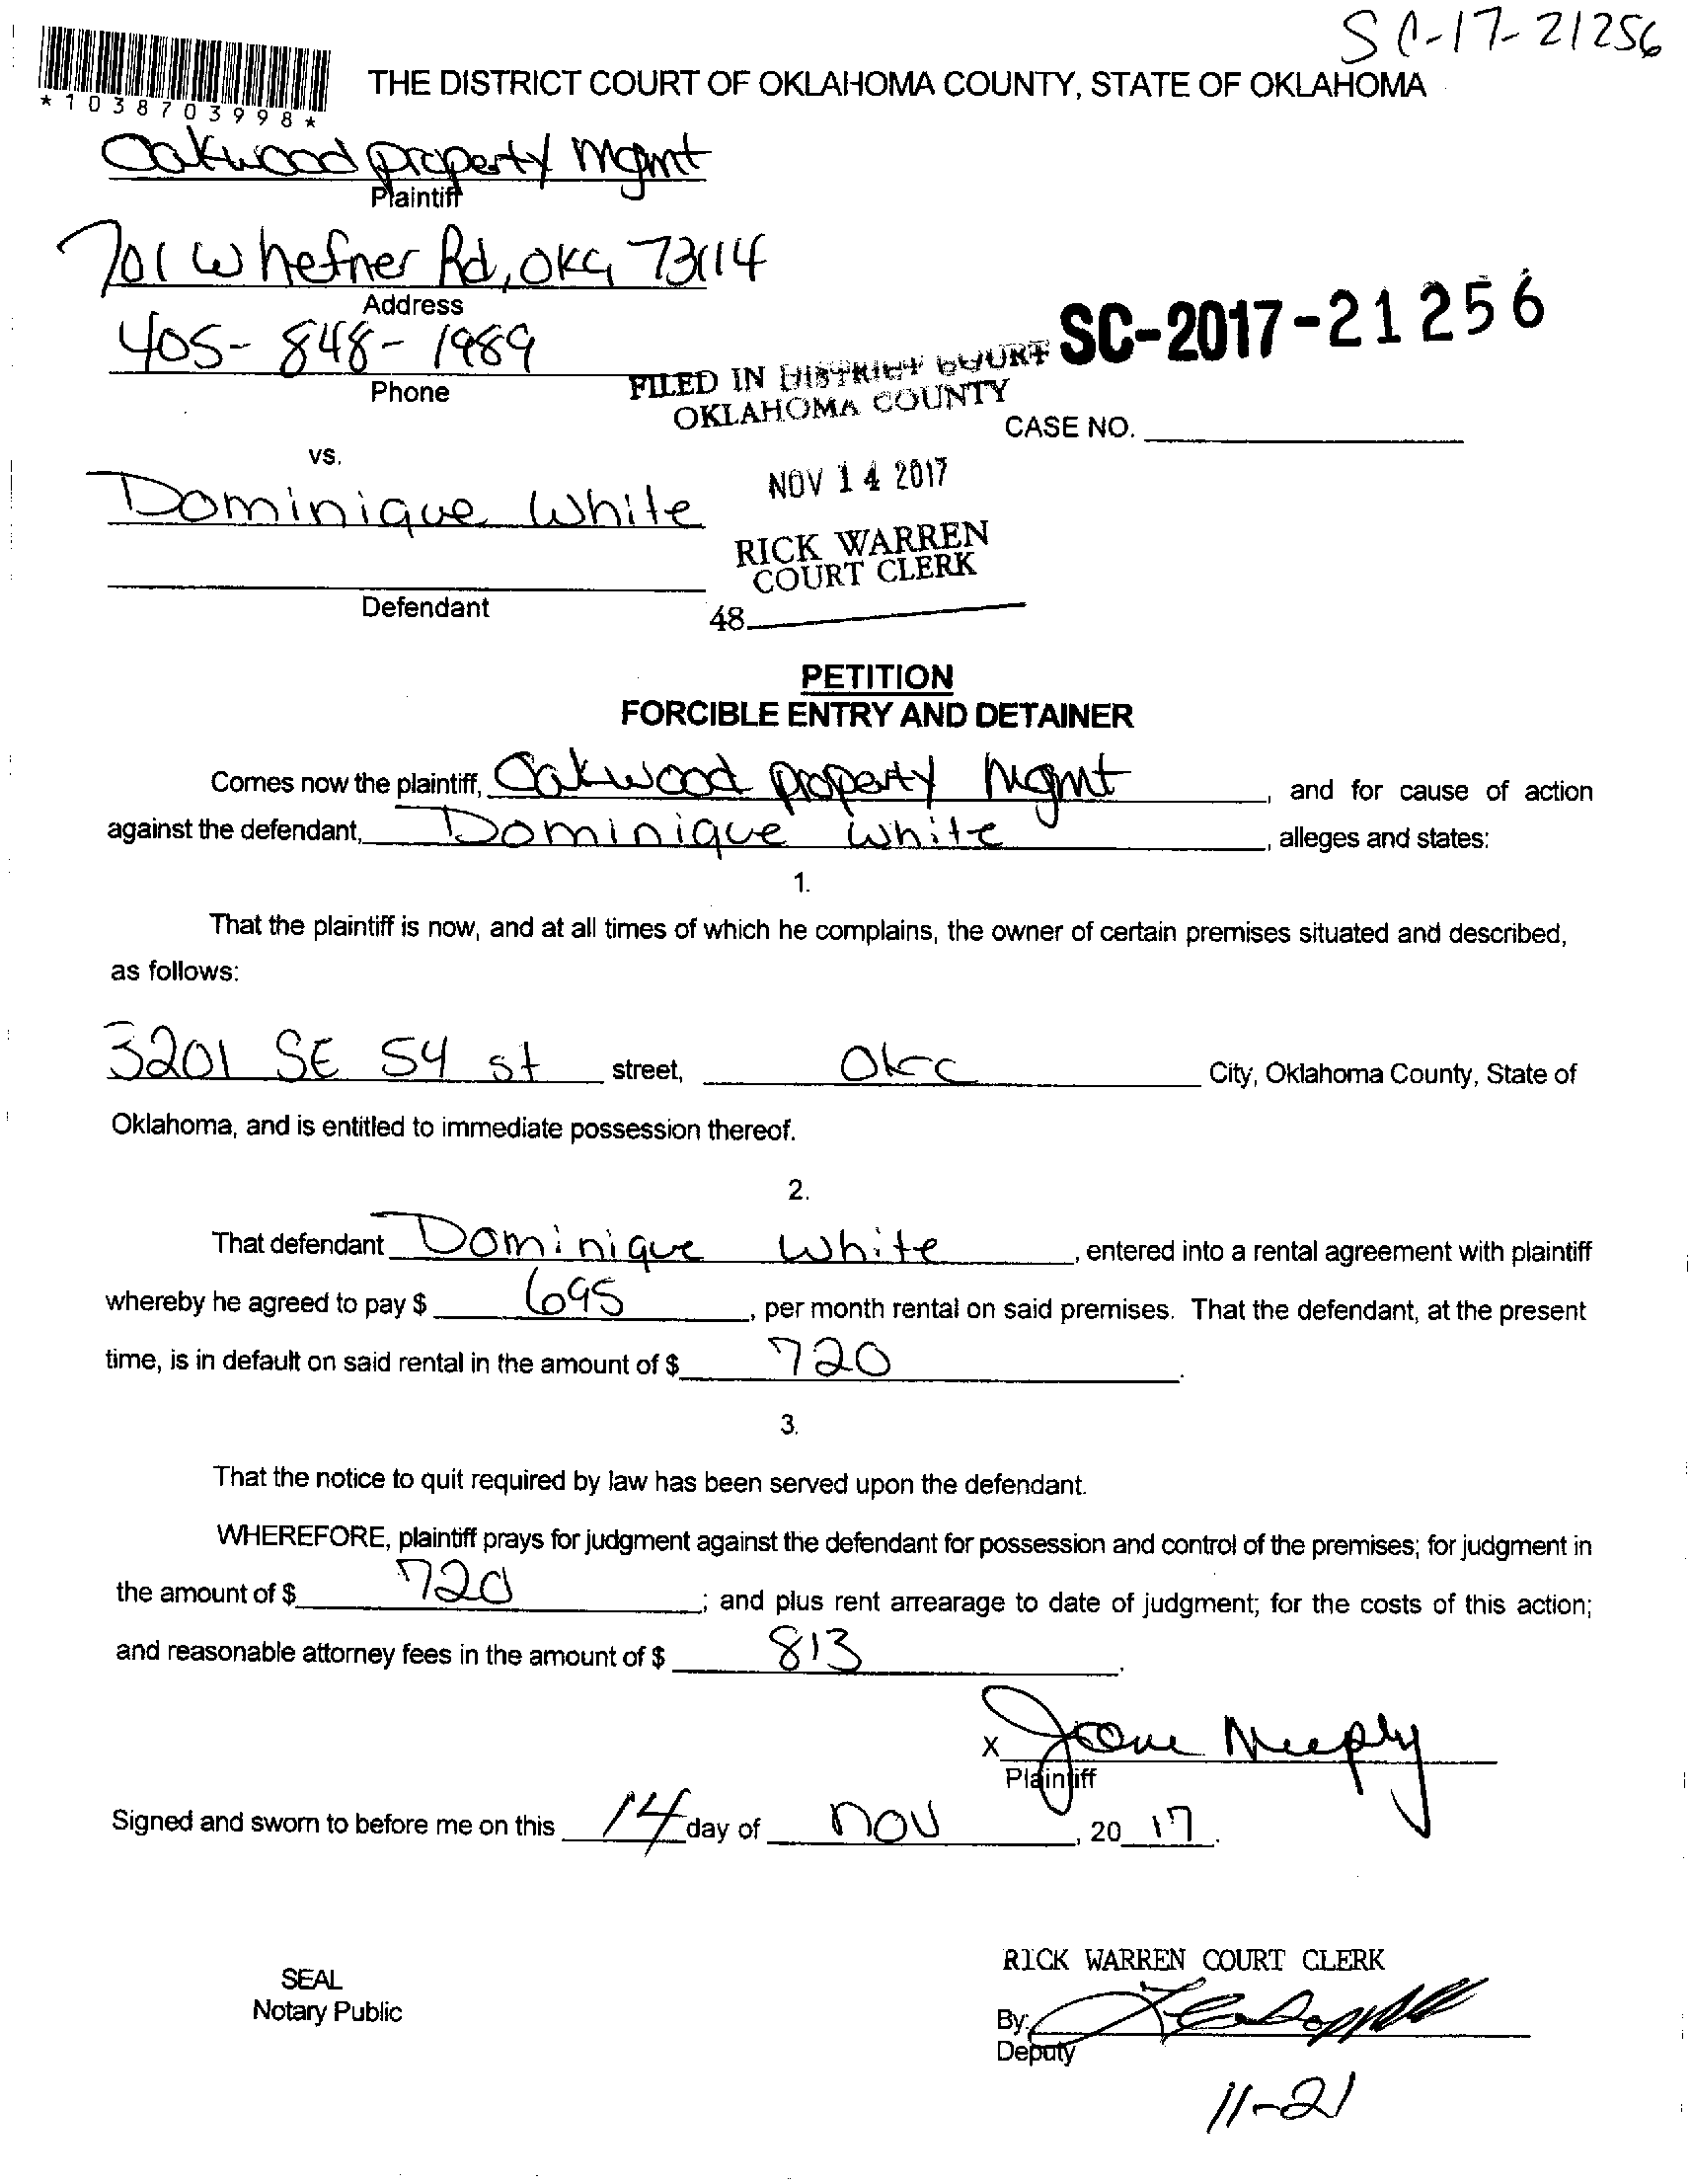 SC-17-21256
*1038703998*
THE DISTRICT COURT OF OKLAHOMA COUNTY, STATE OF OKLAHOMA
Oakwood property Mgmt
Plaintiff
701 W hefner Rd, OKC, 73114
Address
405-848-1989
Phone
SC-2017-21256
FILED IN DISTRICT COURT
OKLAHOMA COUNTY
CASE NO.
vs.
NOV 14 2017
Dominique White
RICK WARREN
COURT CLERK
Defendant
48
PETITION
FORCIBLE ENTRY AND DETAINER
Comes now the plaintiff, Oakwood property Mgmt, and for cause of action
against the defendant, Dominique White, alleges and states:
1.
That the plaintiff is now, and at all times of which he complains, the owner of certain premises situated and described,
as follows:
3201 SE 54 st street, OKC City, Oklahoma County, State of
Oklahoma, and is entitled to immediate possession thereof.
2.
That defendant Dominique White, entered into a rental agreement with plaintiff
whereby he agreed to pay $ 695, per month rental on said premises. That the defendant, at the present
time, is in default on said rental in the amount of $ 720.
3.
That the notice to quit required by law has been served upon the defendant.
WHEREFORE, plaintiff prays for judgment against the defendant for possession and control of the premises; for judgment in
the amount of $ 720; and plus rent arrearage to date of judgment; for the costs of this action;
and reasonable attorney fees in the amount of $ 813.
X
Plaintiff
Signed and sworn to before me on this 14 day of nov, 20 17.
RICK WARREN COURT CLERK
SEAL
Notary Public
By:
Deputy
11-21